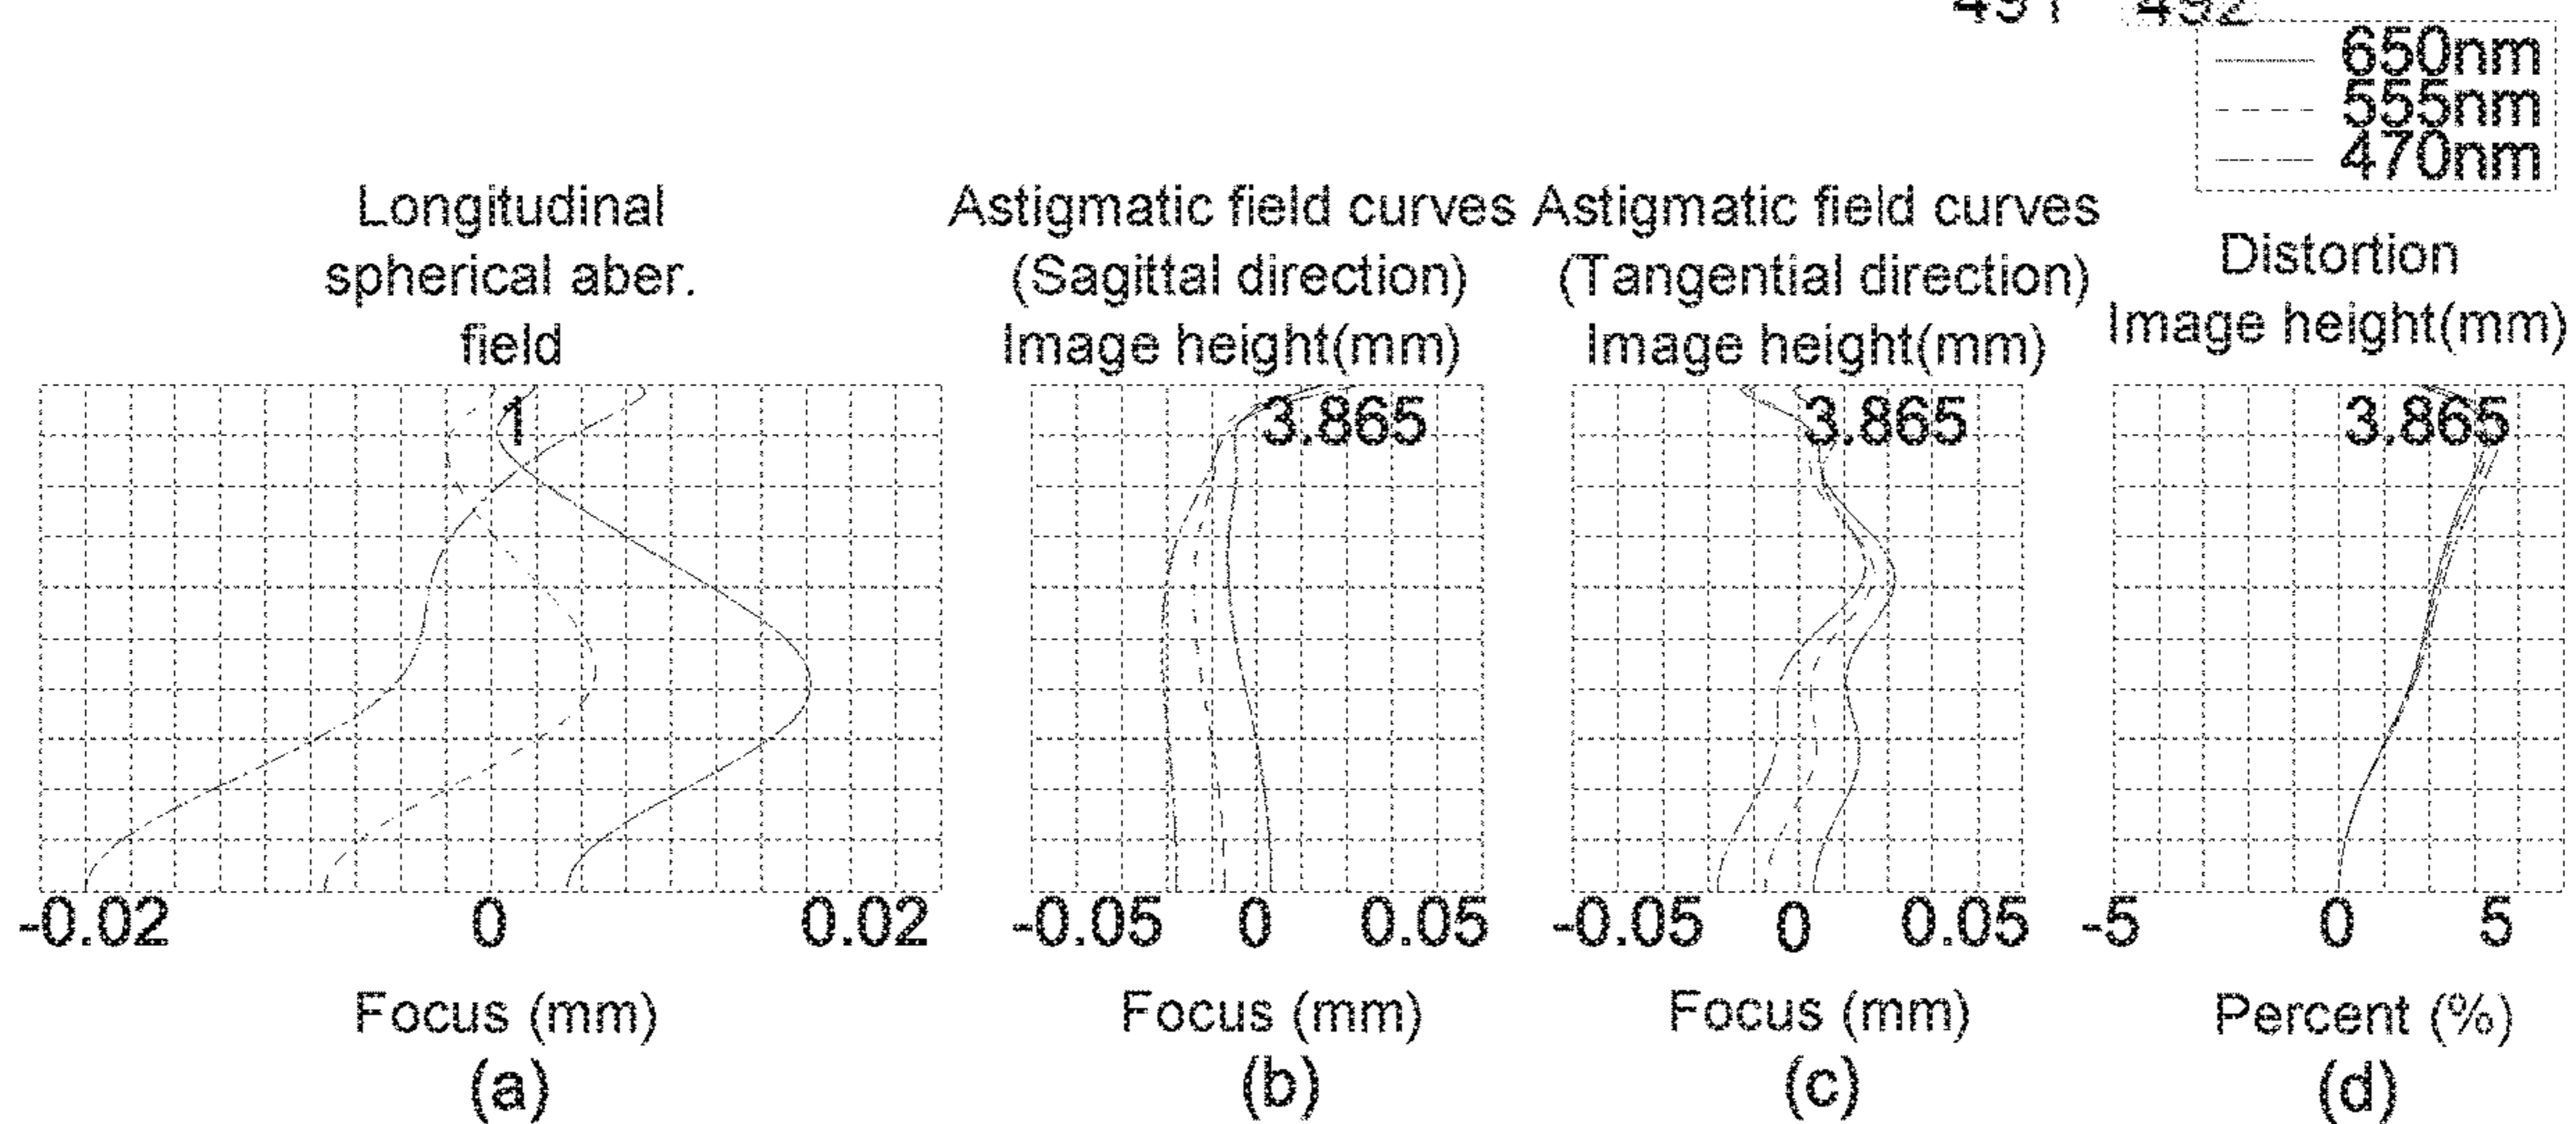 650nm
555nm
470nm
Longitudinal
spherical aber.
field
Astigmatic field curves
(Sagittal direction)
Image height(mm)
Astigmatic field curves
(Tangential direction)
Image height(mm)
Distortion
Image height(mm)
1
3.865
3.865
3.865
-0.02 0 0.02
-0.05 0 0.05
-0.05 0 0.05
-5 0 5
Focus (mm)
Focus (mm)
Focus (mm)
Percent (%)
(a)
(b)
(c)
(d)